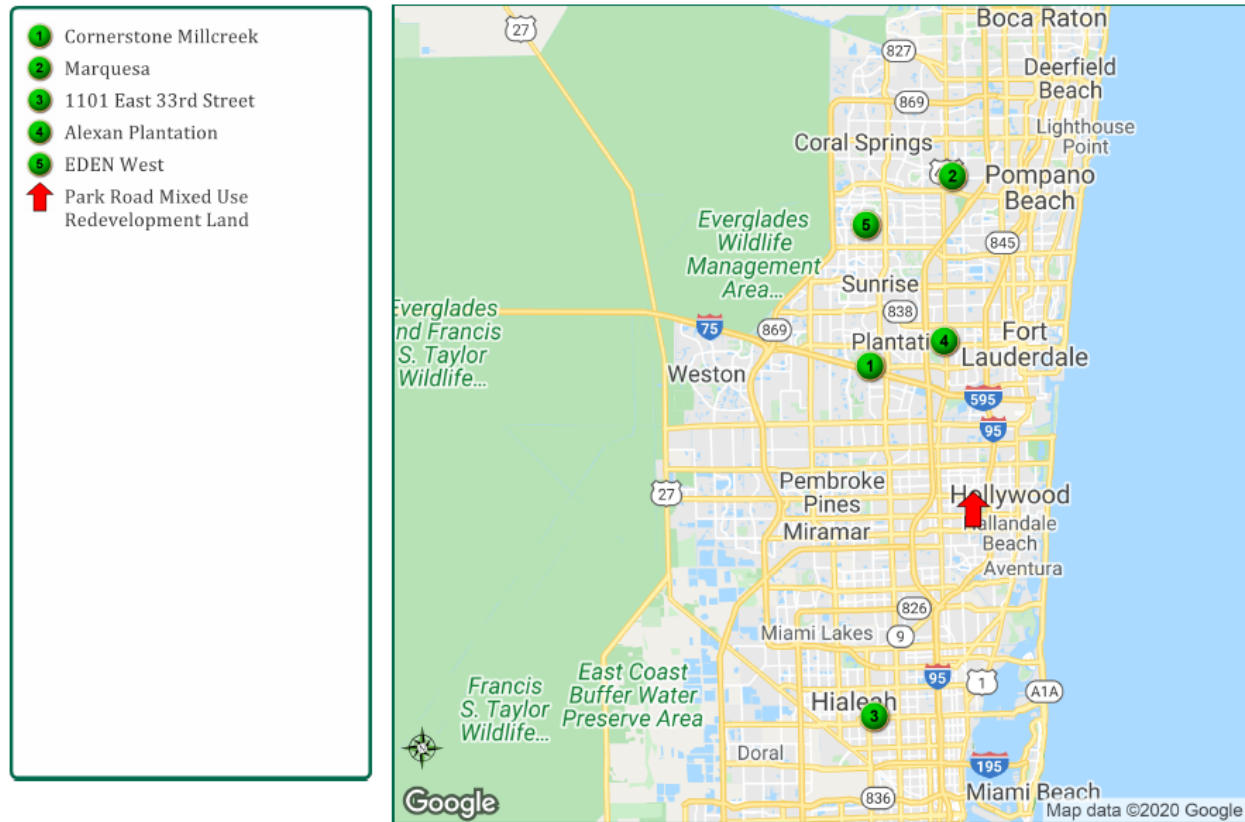 1 Cornerstone Millcreek
2 Marquesa
3 1101 East 33rd Street
4 Alexan Plantation
5 EDEN West
Park Road Mixed Use
Redevelopment Land
Boca Raton
27
827
Deerfield
Beach
869
Lighthouse
Point
Coral Springs
2
Pompano
Beach
5
Everglades
Wildlife
Management
Area...
845
Sunrise
838
Everglades
nd Francis
S. Taylor
Wildlife...
75
869
Plantati
4
Fort
Lauderdale
1
Weston
595
95
Pembroke
Pines
Hollywood
27
Miramar
Hallandale
Beach
Aventura
826
Miami Lakes
9
East Coast
Buffer Water
Preserve Area
95
1
A1A
Francis
S. Taylor
Wildlife...
Hialeah
3
Doral
195
836
Miami Beach
Google
Map data ©2020 Google